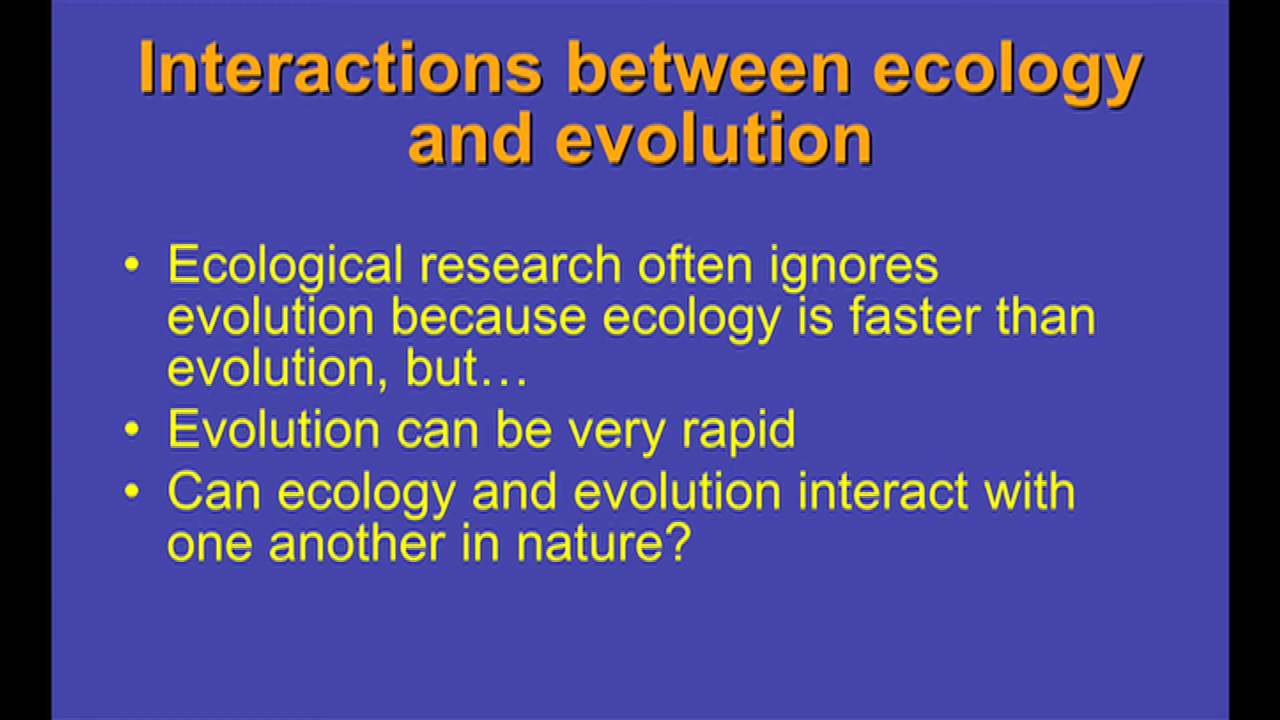 Interactions between ecology
and evolution
• Ecological research often ignores
evolution because ecology is faster than
evolution, but…
• Evolution can be very rapid
• Can ecology and evolution interact with
one another in nature?